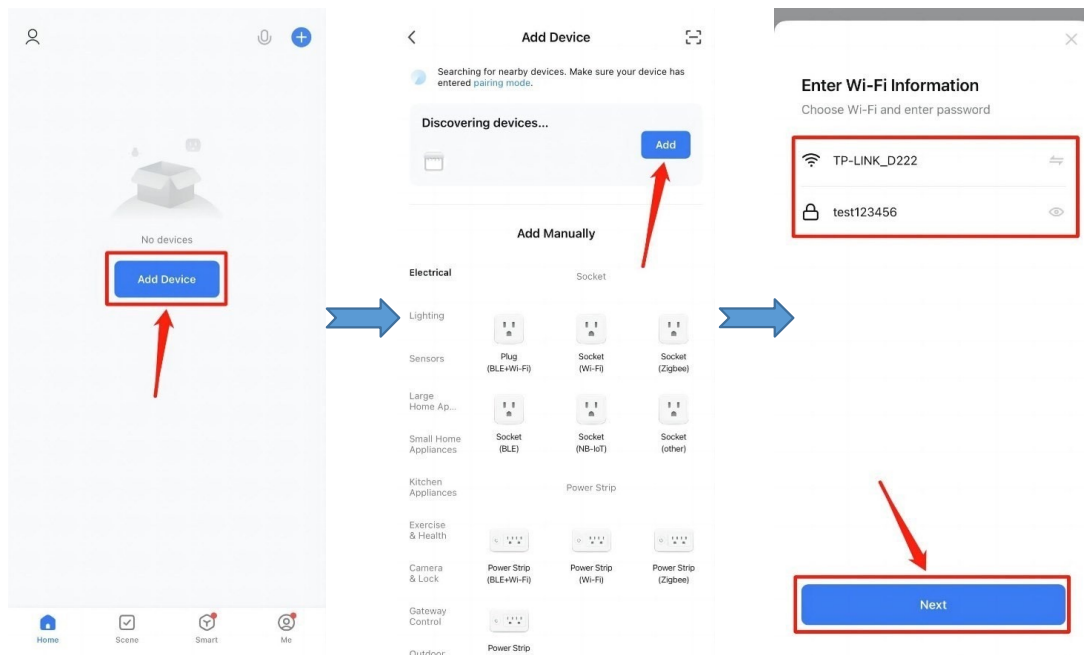 No devices
Add Device
Home
Scene
Smart
Me
Add Device
Searching for nearby devices. Make sure your device has
entered pairing mode.
Discovering devices...
Add
Add Manually
Electrical
Lighting
Sensors
Large
Home Ap...
Small Home
Appliances
Kitchen
Appliances
Exercise
& Health
Camera
& Lock
Gateway
Control
Outdoor
Socket
Plug
(BLE+Wi-Fi)
Socket
(Wi-Fi)
Socket
(Zigbee)
Socket
(BLE)
Socket
(NB-IoT)
Socket
(other)
Power Strip
Power Strip
(BLE+Wi-Fi)
Power Strip
(Wi-Fi)
Power Strip
(Zigbee)
Power Strip
Enter Wi-Fi Information
Choose Wi-Fi and enter password
TP-LINK_D222
test123456
Next